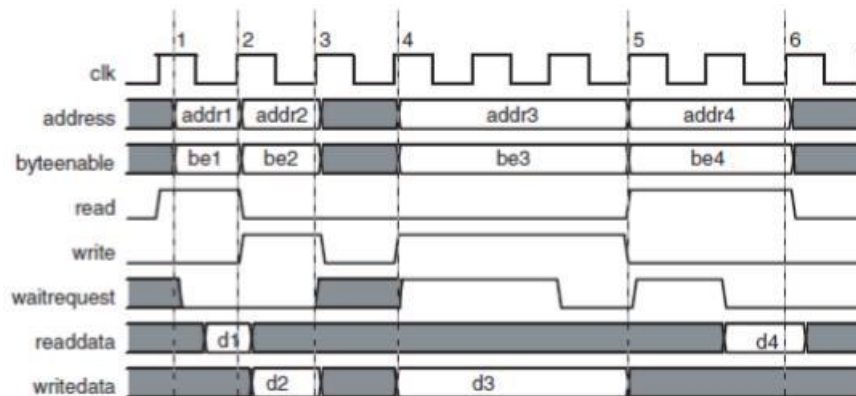 1 2 3 4 5 6
clk
address addr1 addr2 addr3 addr4
byteenable be1 be2 be3 be4
read
write
waitrequest
readdata d1 d4
writedata d2 d3